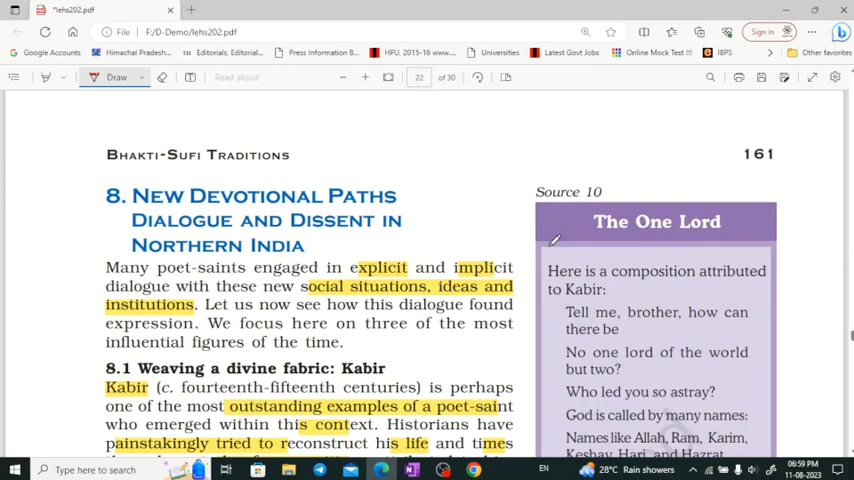 *lehs202.pdf
File
F:/D-Demo/lehs202.pdf
Sign in
Google Accounts
Himachal Pradesh...
TH Editorials, Editorial...
Press Information B...
HPU, 2015-16 www....
Universities
Latest Govt Jobs
Online Mock Test !!!
IBPS
Other favorites
Draw
Read aloud
22 of 30
BHAKTI-SUFI TRADITIONS
161
8. NEW DEVOTIONAL PATHS
DIALOGUE AND DISSENT IN
NORTHERN INDIA
Many poet-saints engaged in explicit and implicit
dialogue with these new social situations, ideas and
institutions. Let us now see how this dialogue found
expression. We focus here on three of the most
influential figures of the time.
8.1 Weaving a divine fabric: Kabir
Kabir (c. fourteenth-fifteenth centuries) is perhaps
one of the most outstanding examples of a poet-saint
who emerged within this context. Historians have
painstakingly tried to reconstruct his life and times
Source 10
The One Lord
Here is a composition attributed
to Kabir:
Tell me, brother, how can
there be
No one lord of the world
but two?
Who led you so astray?
God is called by many names:
Names like Allah, Ram, Karim,
Keshav, Hari, and Hazrat.
Type here to search
EN
28°C Rain showers
06:59 PM
11-08-2023